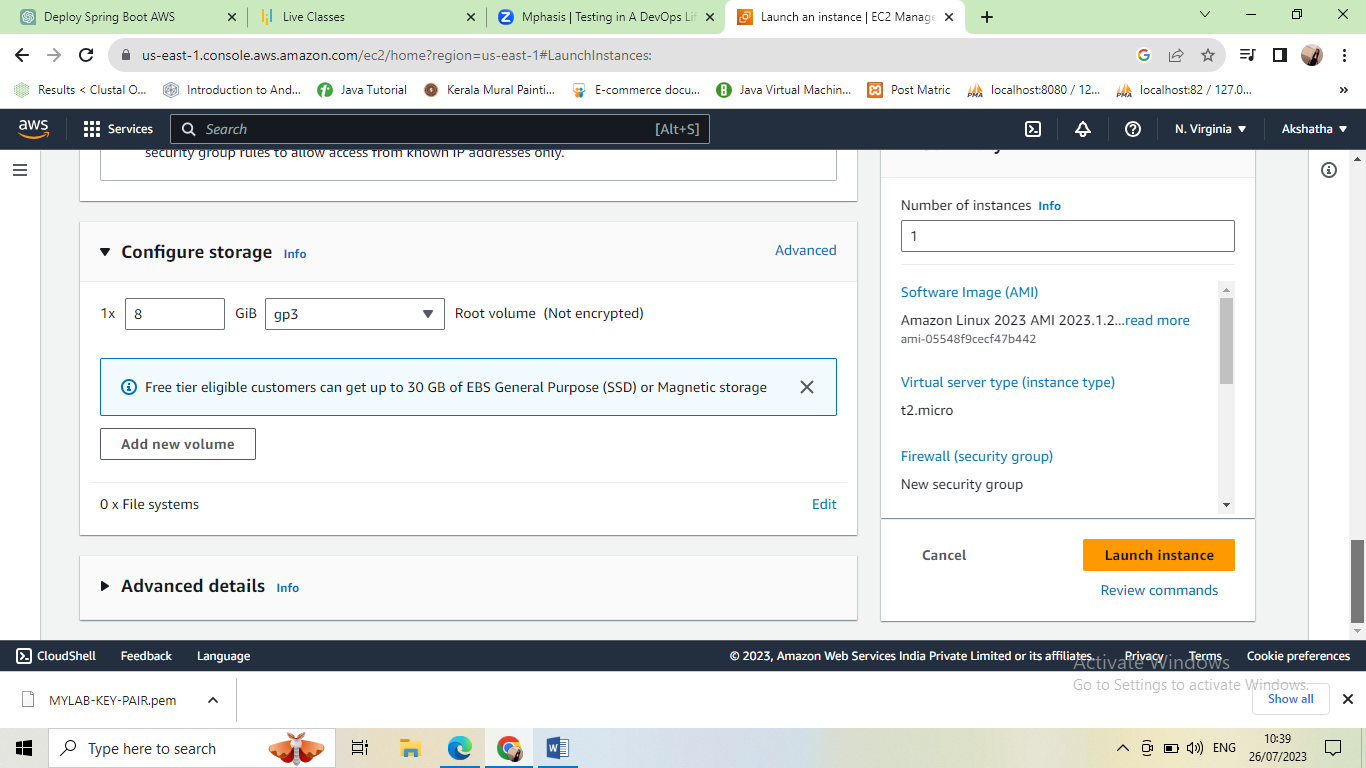 Deploy Spring Boot AWS
Live Classes
Mphasis | Testing in A DevOps Lif
Launch an instance | EC2 Manage
us-east-1.console.aws.amazon.com/ec2/home?region=us-east-1#LaunchInstances:
Results < Clustal O...
Introduction to And...
Java Tutorial
Kerala Mural Painti...
E-commerce docu...
Java Virtual Machin...
Post Matric
localhost:8080 / 12...
localhost:82 / 127.0...
»
aws
Services
Search
[Alt+S]
N. Virginia
Akshatha
security group rules to allow access from known IP addresses only.
Configure storage Info
Advanced
1x 8 GiB gp3 Root volume (Not encrypted)
Free tier eligible customers can get up to 30 GB of EBS General Purpose (SSD) or Magnetic storage
Add new volume
0 x File systems
Edit
Advanced details Info
Number of instances Info
1
Software Image (AMI)
Amazon Linux 2023 AMI 2023.1.2...read more
ami-05548f9cecf47b442
Virtual server type (instance type)
t2.micro
Firewall (security group)
New security group
Cancel
Launch instance
Review commands
CloudShell
Feedback
Language
© 2023, Amazon Web Services India Private Limited or its affiliates.
Privacy
Terms
Cookie preferences
Activate Windows
Go to Settings to activate Windows.
MYLAB-KEY-PAIR.pem
Show all
Type here to search
ENG
10:39
26/07/2023